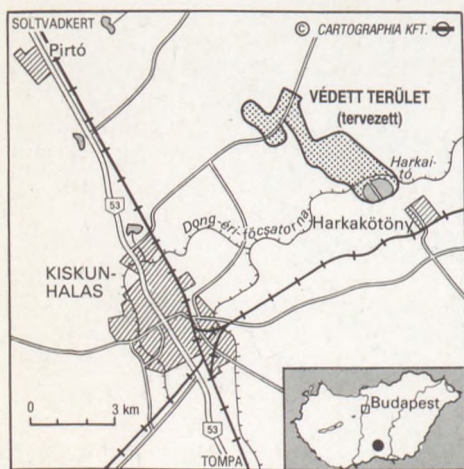 SOLTVADKERT
Pirtó
© CARTOGRAPHIA KFT.
VÉDETT TERÜLET
(tervezett)
Harkai-
tó
53
Dong-éri-főcsatorna
Harkakötöny
KISKUN-
HALAS
0 3 km
53
TOMPA
Budapest